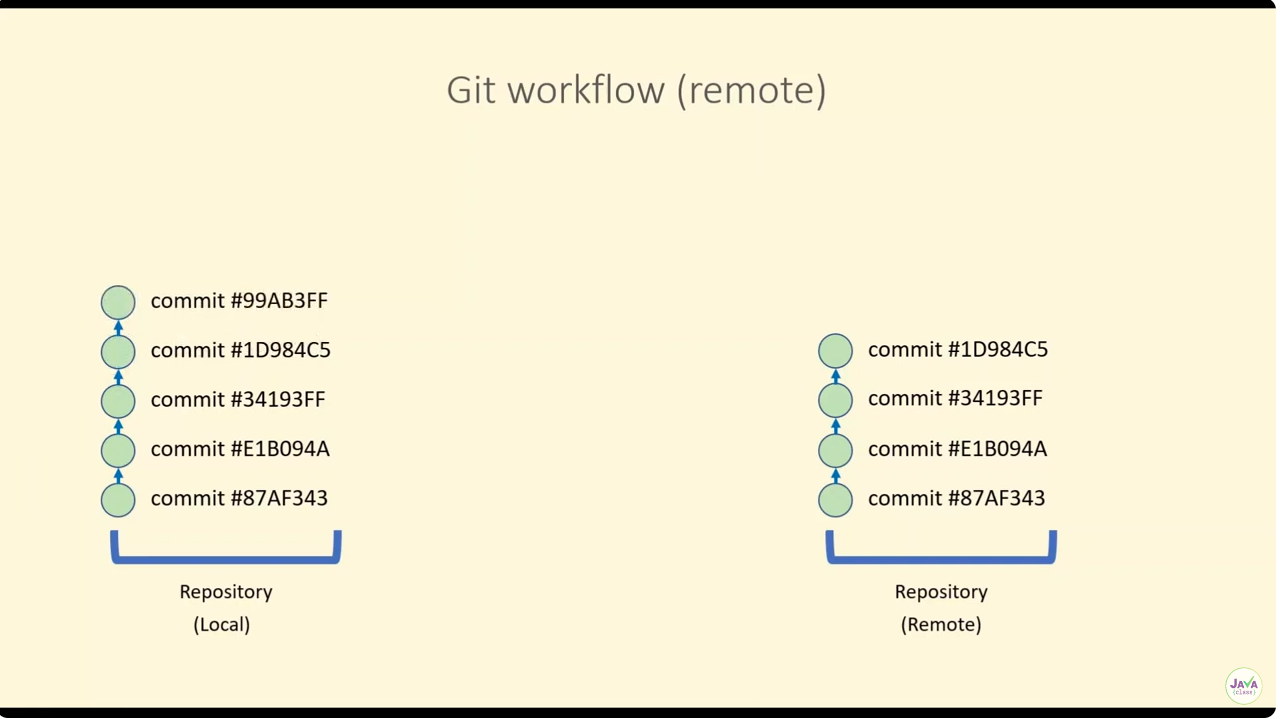 Git workflow (remote)
commit #99AB3FF
commit #1D984C5
commit #34193FF
commit #E1B094A
commit #87AF343
Repository
(Local)
commit #1D984C5
commit #34193FF
commit #E1B094A
commit #87AF343
Repository
(Remote)
JAVA
(class)